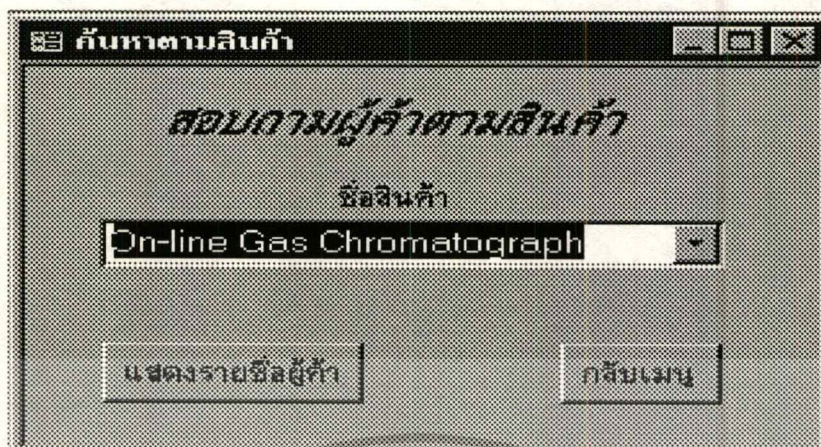 ค้นหาตามสินค้า
สอบถามผู้ค้าตามสินค้า
ชื่อสินค้า
On-line Gas Chromatograph
แสดงรายชื่อผู้ค้า
กลับเมนู